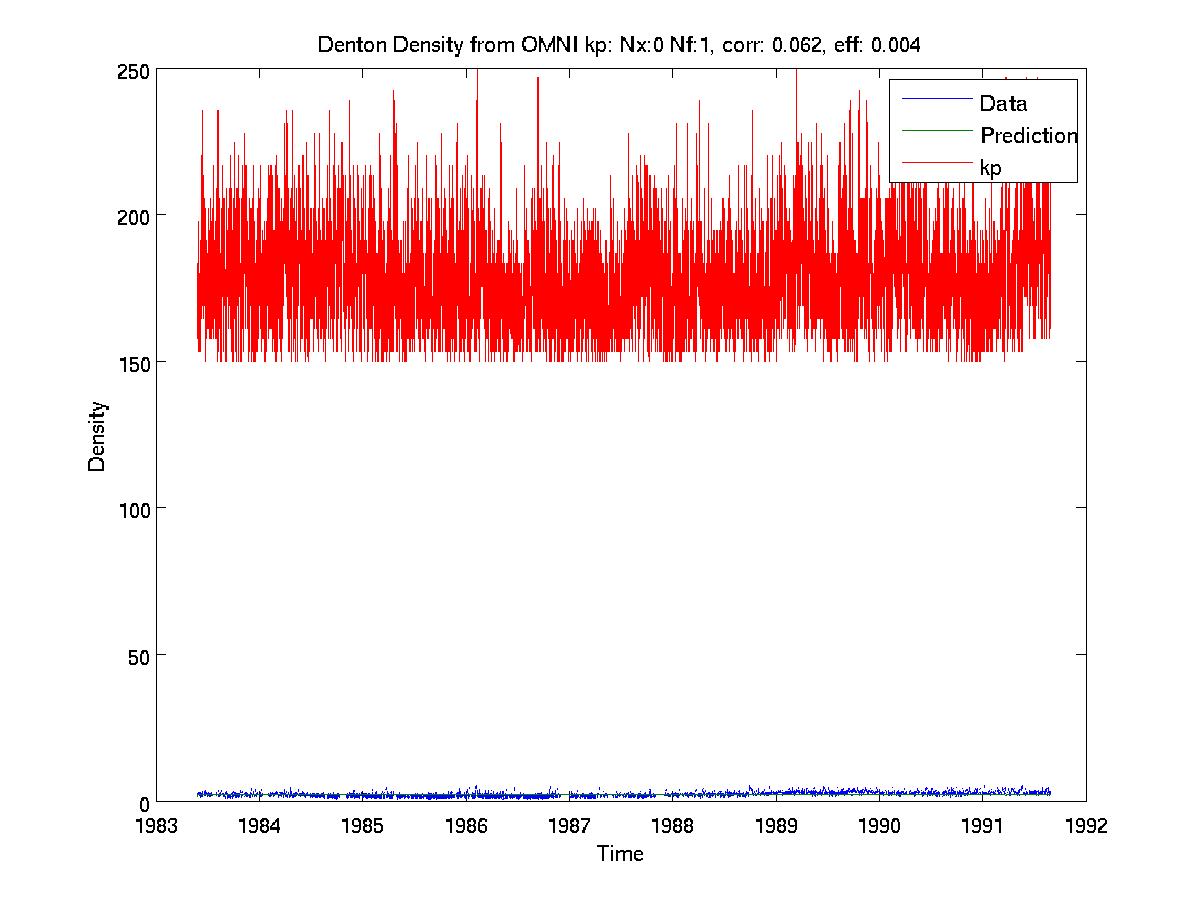 Denton Density from OMNI kp: Nx:0 Nf:1, corr: 0.062, eff: 0.004
250
200
150
100
50
0
Density
Data
Prediction
kp
1983 1984 1985 1986 1987 1988 1989 1990 1991 1992
Time